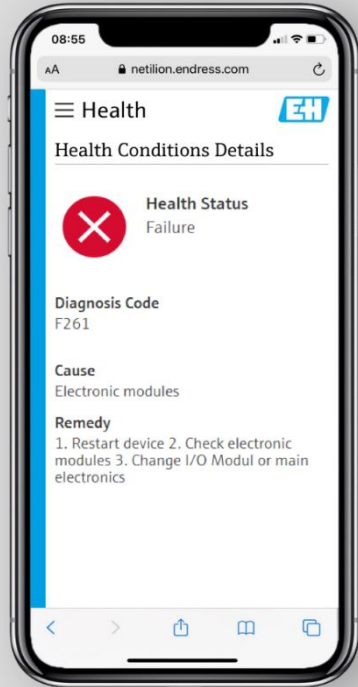 08:55
AA netilion.endress.com
Health
EH
Health Conditions Details
Health Status
Failure
Diagnosis Code
F261
Cause
Electronic modules
Remedy
1. Restart device 2. Check electronic
modules 3. Change I/O Modul or main
electronics